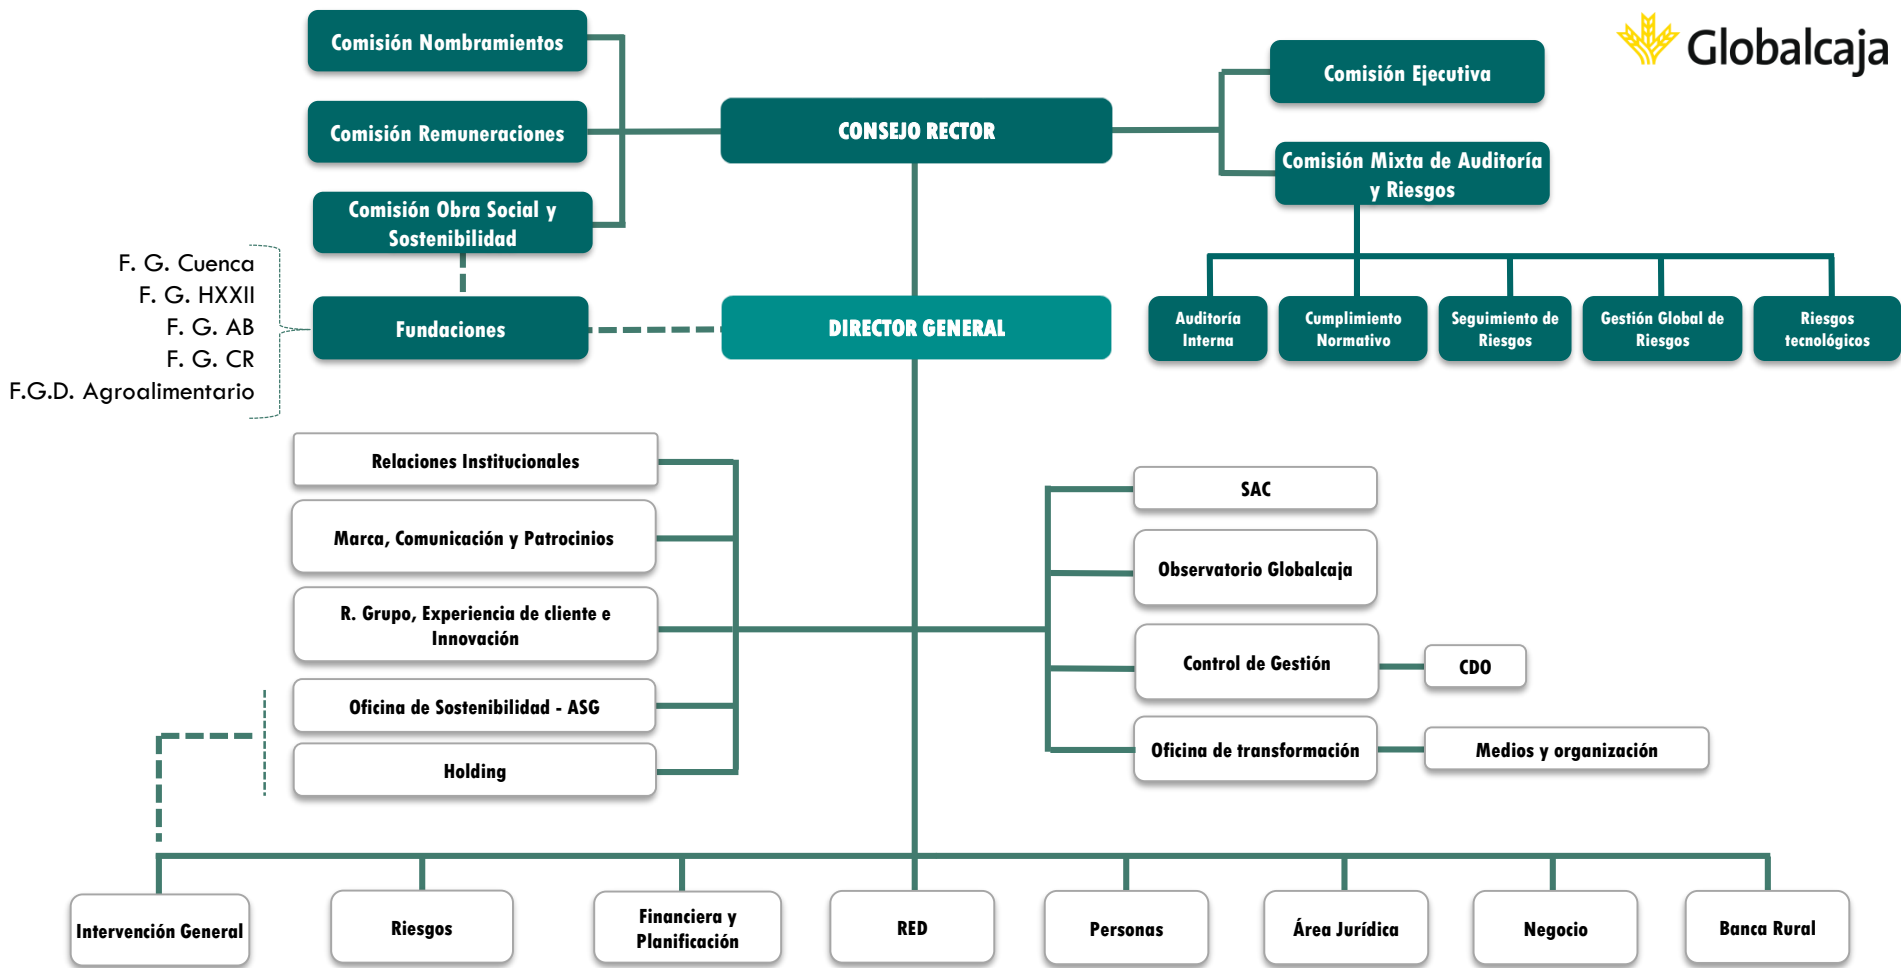 Globalcaja
Comisión Nombramientos
Comisión Remuneraciones
Comisión Obra Social y
Sostenibilidad
CONSEJO RECTOR
Comisión Ejecutiva
Comisión Mixta de Auditoría
y Riesgos
F. G. Cuenca
F. G. HXXII
F. G. AB
F. G. CR
F.G.D. Agroalimentario
Fundaciones
DIRECTOR GENERAL
Auditoría
Interna
Cumplimiento
Normativo
Seguimiento de
Riesgos
Gestión Global de
Riesgos
Riesgos
tecnológicos
Relaciones Institucionales
Marca, Comunicación y Patrocinios
R. Grupo, Experiencia de cliente e
Innovación
Oficina de Sostenibilidad - ASG
Holding
SAC
Observatorio Globalcaja
Control de Gestión
CDO
Oficina de transformación
Medios y organización
Intervención General
Riesgos
Financiera y
Planificación
RED
Personas
Área Jurídica
Negocio
Banca Rural